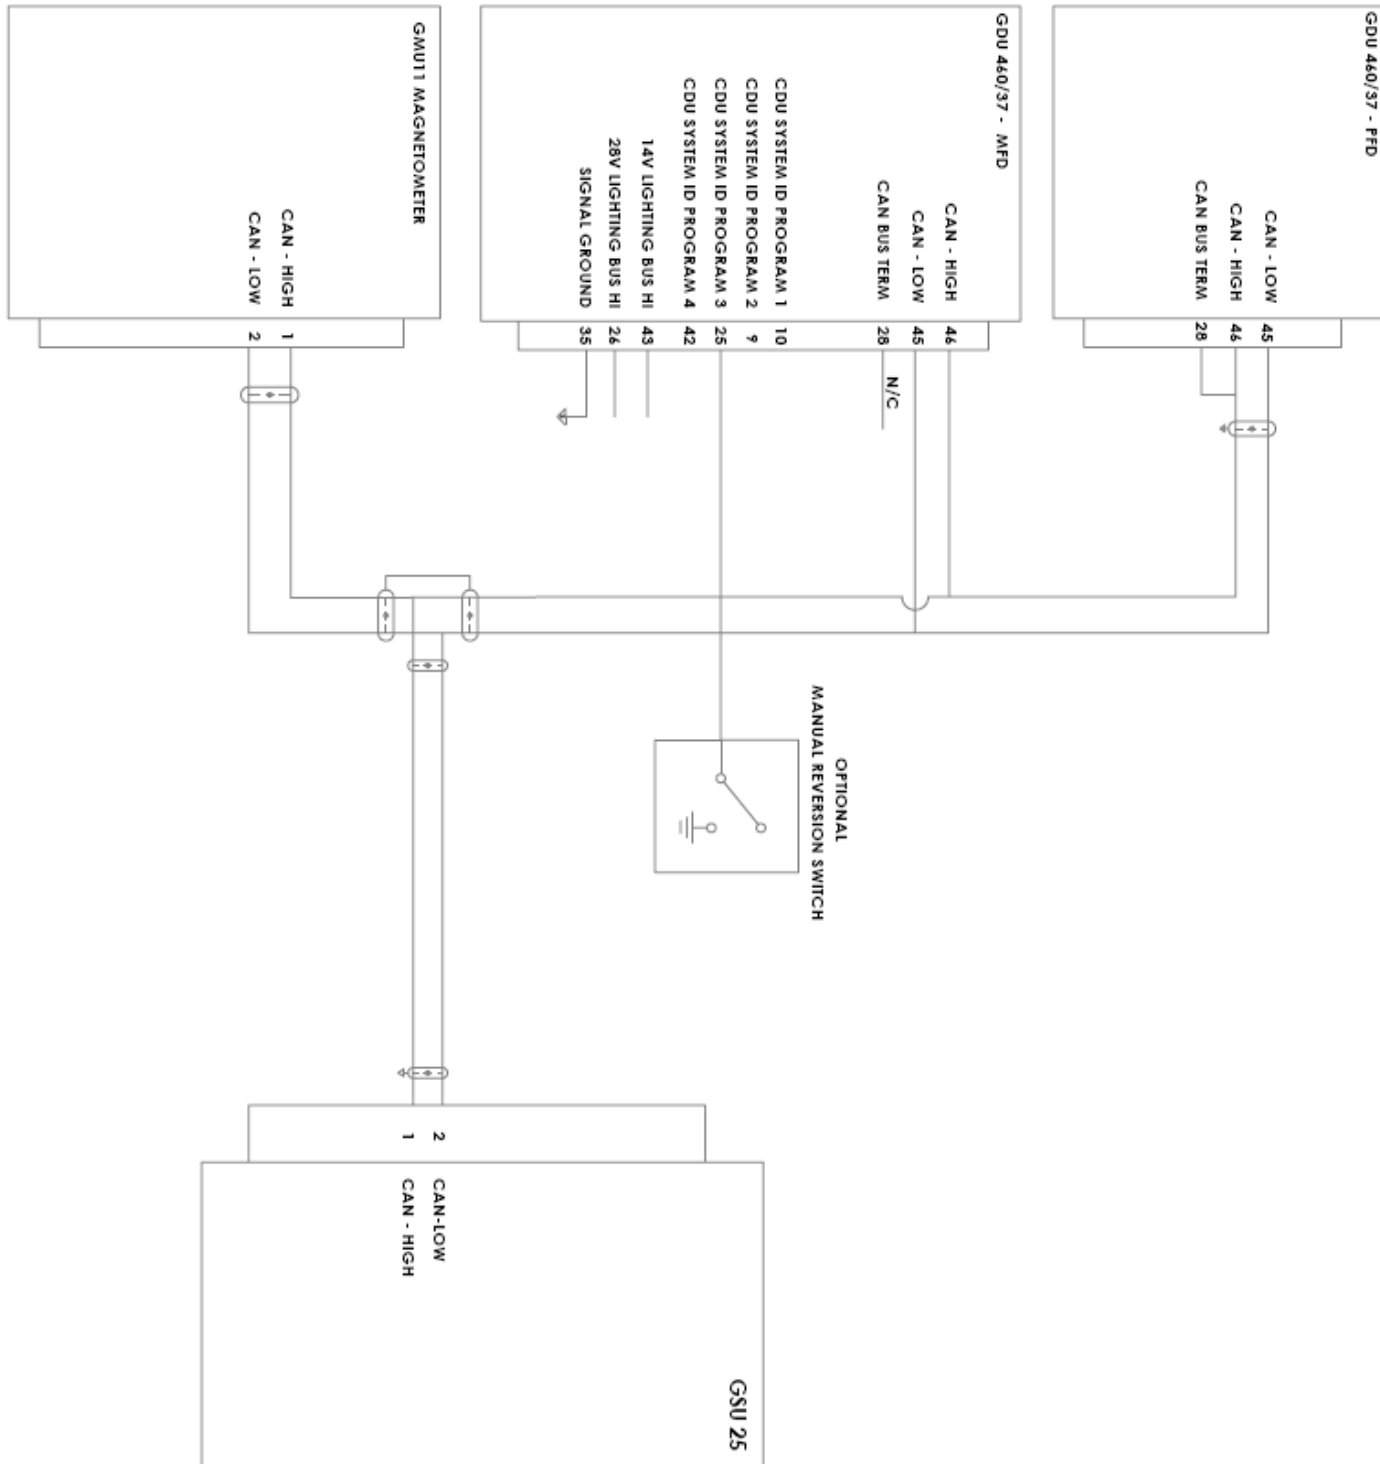 GDU 460/37 - PFD
CAN - LOW 45
CAN - HIGH 46
CAN BUS TERM 28
GDU 460/37 - MFD
CAN - HIGH 46
CAN - LOW 45
CAN BUS TERM 28
N/C
CDU SYSTEM ID PROGRAM 1 10
CDU SYSTEM ID PROGRAM 2 9
CDU SYSTEM ID PROGRAM 3 25
CDU SYSTEM ID PROGRAM 4 42
14V LIGHTING BUS HI 43
28V LIGHTING BUS HI 26
SIGNAL GROUND 35
GMU11 MAGNETOMETER
CAN - HIGH 1
CAN - LOW 2
OPTIONAL
MANUAL REVERSION SWITCH
GSU 25
2 CAN-LOW
1 CAN - HIGH